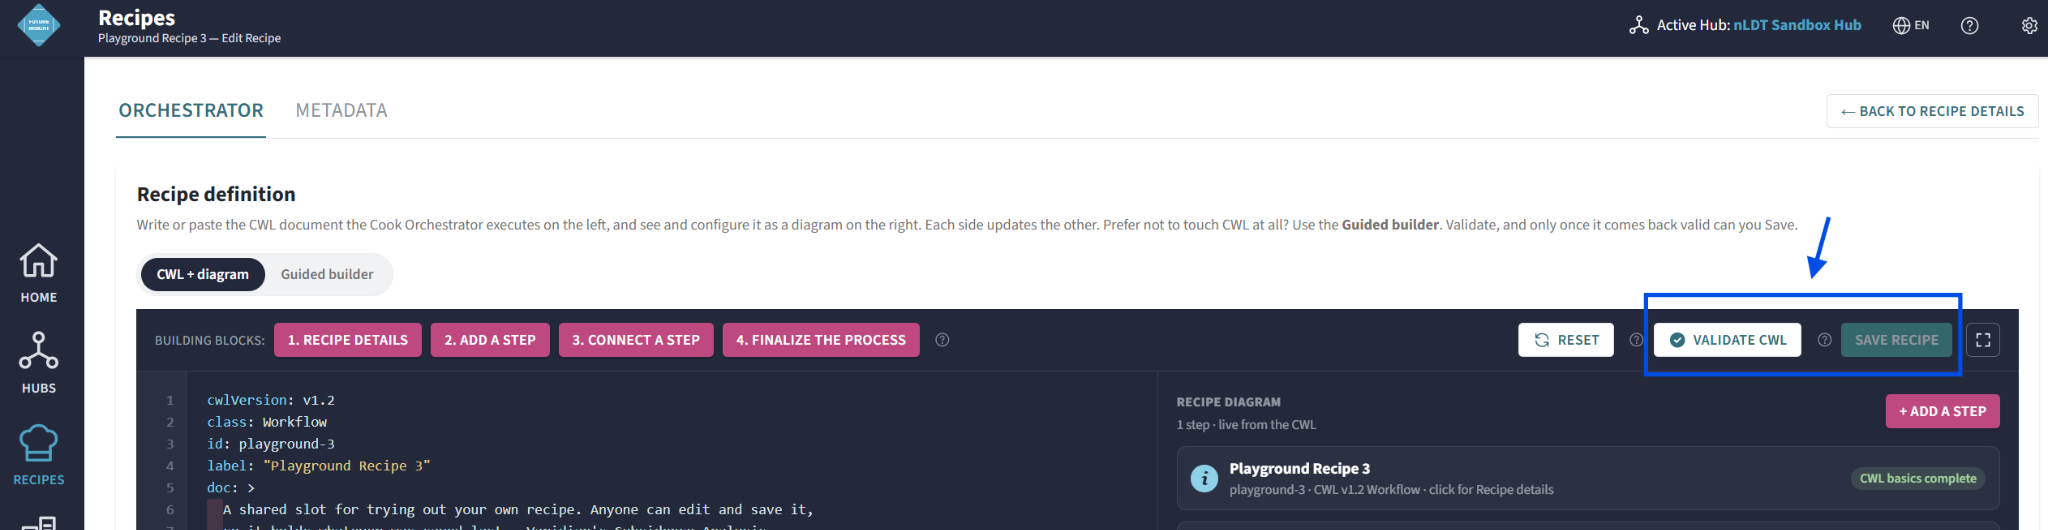 FUTURE
INSIGHT
Recipes
Playground Recipe 3 — Edit Recipe
Active Hub: nLDT Sandbox Hub
EN
ORCHESTRATOR
METADATA
← BACK TO RECIPE DETAILS
Recipe definition
Write or paste the CWL document the Cook Orchestrator executes on the left, and see and configure it as a diagram on the right. Each side updates the other. Prefer not to touch CWL at all? Use the Guided builder. Validate, and only once it comes back valid can you Save.
CWL + diagram
Guided builder
HOME
HUBS
RECIPES
BUILDING BLOCKS:
1. RECIPE DETAILS
2. ADD A STEP
3. CONNECT A STEP
4. FINALIZE THE PROCESS
RESET
VALIDATE CWL
SAVE RECIPE
1 cwlVersion: v1.2
2 class: Workflow
3 id: playground-3
4 label: "Playground Recipe 3"
5 doc: >
6 A shared slot for trying out your own recipe. Anyone can edit and save it,
RECIPE DIAGRAM
1 step · live from the CWL
+ ADD A STEP
Playground Recipe 3
playground-3 · CWL v1.2 Workflow · click for Recipe details
CWL basics complete